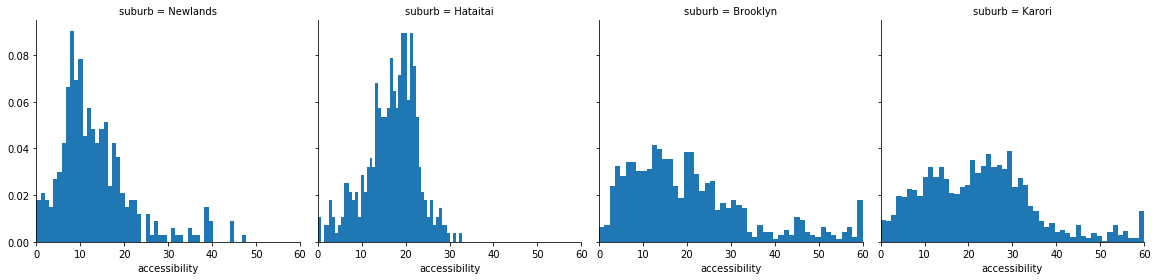 suburb = Newlands
suburb = Hataitai
suburb = Brooklyn
suburb = Karori
0.08
0.06
0.04
0.02
0.00
0 10 20 30 40 50 60
0 10 20 30 40 50 60
0 10 20 30 40 50 60
0 10 20 30 40 50 60
accessibility
accessibility
accessibility
accessibility